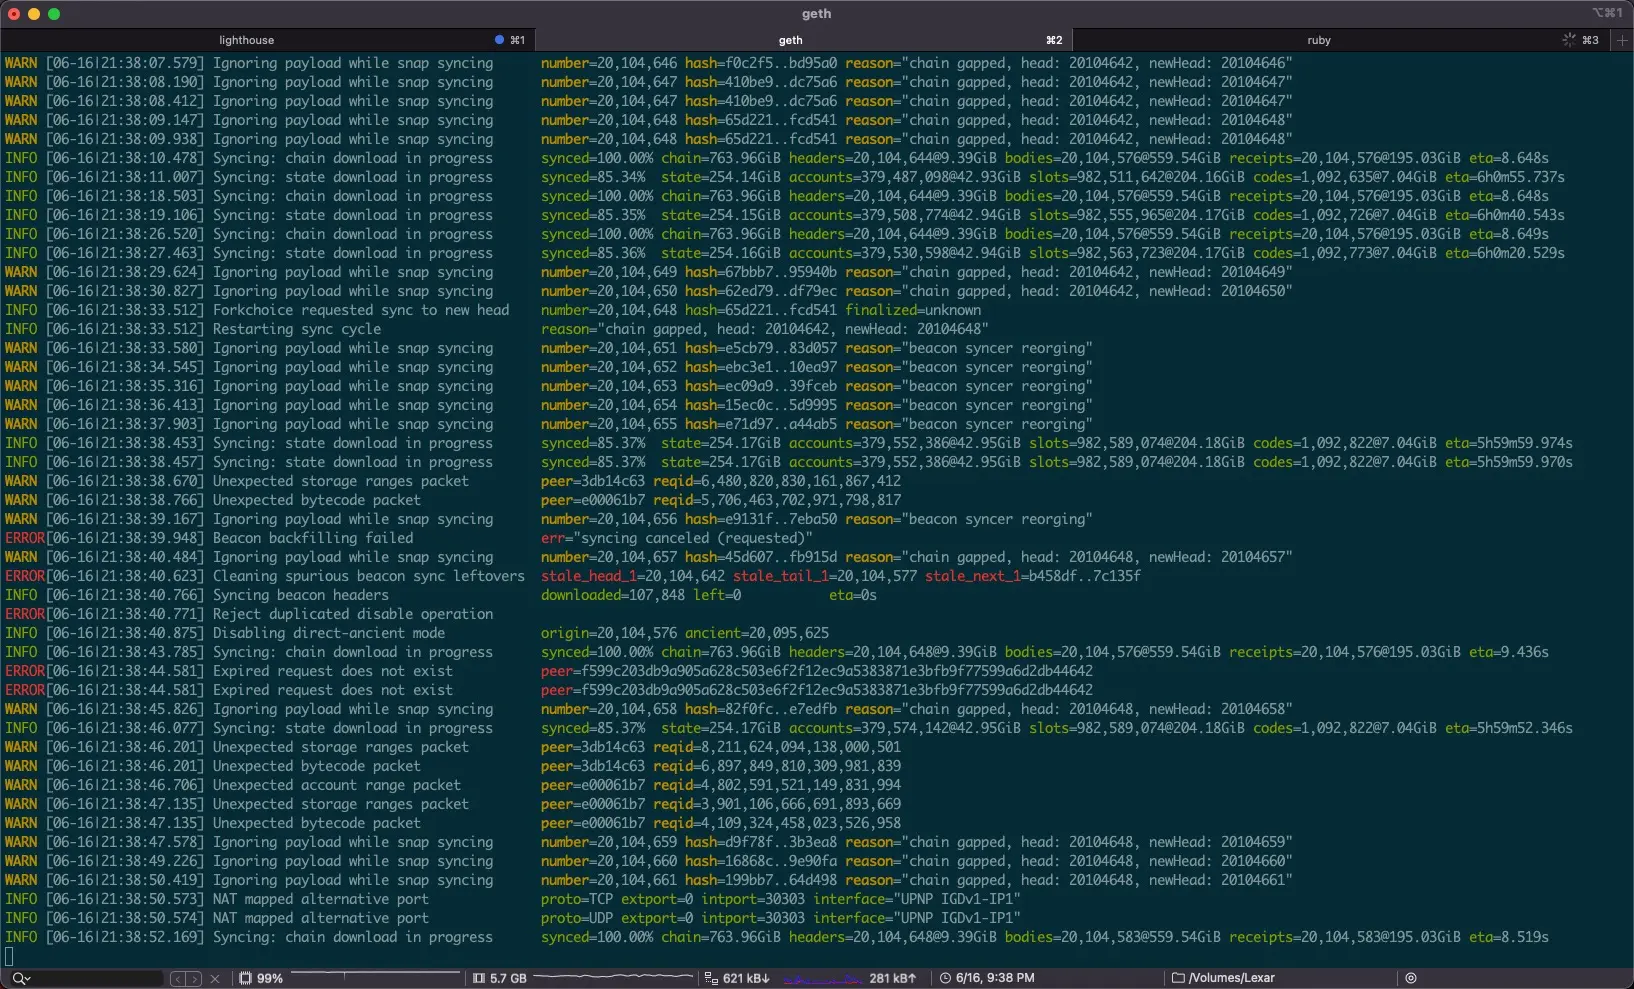 geth
⌥⌘1
lighthouse ⌘1 geth ⌘2 ruby ⌘3 +
WARN [06-16|21:38:07.579] Ignoring payload while snap syncing number=20,104,646 hash=f0c2f5..bd95a0 reason="chain gapped, head: 20104642, newHead: 20104646"
WARN [06-16|21:38:08.190] Ignoring payload while snap syncing number=20,104,647 hash=410be9..dc75a6 reason="chain gapped, head: 20104642, newHead: 20104647"
WARN [06-16|21:38:08.412] Ignoring payload while snap syncing number=20,104,647 hash=410be9..dc75a6 reason="chain gapped, head: 20104642, newHead: 20104647"
WARN [06-16|21:38:09.147] Ignoring payload while snap syncing number=20,104,648 hash=65d221..fcd541 reason="chain gapped, head: 20104642, newHead: 20104648"
WARN [06-16|21:38:09.938] Ignoring payload while snap syncing number=20,104,648 hash=65d221..fcd541 reason="chain gapped, head: 20104642, newHead: 20104648"
INFO [06-16|21:38:10.478] Syncing: chain download in progress synced=100.00% chain=763.96GiB headers=20,104,644@9.39GiB bodies=20,104,576@559.54GiB receipts=20,104,576@195.03GiB eta=8.648s
INFO [06-16|21:38:11.007] Syncing: state download in progress synced=85.34% state=254.14GiB accounts=379,487,098@42.93GiB slots=982,511,642@204.16GiB codes=1,092,635@7.04GiB eta=6h0m55.737s
INFO [06-16|21:38:18.503] Syncing: chain download in progress synced=100.00% chain=763.96GiB headers=20,104,644@9.39GiB bodies=20,104,576@559.54GiB receipts=20,104,576@195.03GiB eta=8.648s
INFO [06-16|21:38:19.106] Syncing: state download in progress synced=85.35% state=254.15GiB accounts=379,508,774@42.94GiB slots=982,555,965@204.17GiB codes=1,092,726@7.04GiB eta=6h0m40.543s
INFO [06-16|21:38:26.520] Syncing: chain download in progress synced=100.00% chain=763.96GiB headers=20,104,644@9.39GiB bodies=20,104,576@559.54GiB receipts=20,104,576@195.03GiB eta=8.649s
INFO [06-16|21:38:27.463] Syncing: state download in progress synced=85.36% state=254.16GiB accounts=379,530,598@42.94GiB slots=982,563,723@204.17GiB codes=1,092,773@7.04GiB eta=6h0m20.529s
WARN [06-16|21:38:29.624] Ignoring payload while snap syncing number=20,104,649 hash=67bbb7..95940b reason="chain gapped, head: 20104642, newHead: 20104649"
WARN [06-16|21:38:30.827] Ignoring payload while snap syncing number=20,104,650 hash=62ed79..df79ec reason="chain gapped, head: 20104642, newHead: 20104650"
INFO [06-16|21:38:33.512] Forkchoice requested sync to new head number=20,104,648 hash=65d221..fcd541 finalized=unknown
INFO [06-16|21:38:33.512] Restarting sync cycle reason="chain gapped, head: 20104642, newHead: 20104648"
WARN [06-16|21:38:33.580] Ignoring payload while snap syncing number=20,104,651 hash=e5cb79..83d057 reason="beacon syncer reorging"
WARN [06-16|21:38:34.545] Ignoring payload while snap syncing number=20,104,652 hash=ebc3e1..10ea97 reason="beacon syncer reorging"
WARN [06-16|21:38:35.316] Ignoring payload while snap syncing number=20,104,653 hash=ec09a9..39fceb reason="beacon syncer reorging"
WARN [06-16|21:38:36.413] Ignoring payload while snap syncing number=20,104,654 hash=15ec0c..5d9995 reason="beacon syncer reorging"
WARN [06-16|21:38:37.903] Ignoring payload while snap syncing number=20,104,655 hash=e71d97..a44ab5 reason="beacon syncer reorging"
INFO [06-16|21:38:38.453] Syncing: state download in progress synced=85.37% state=254.17GiB accounts=379,552,386@42.95GiB slots=982,589,074@204.18GiB codes=1,092,822@7.04GiB eta=5h59m59.974s
INFO [06-16|21:38:38.457] Syncing: state download in progress synced=85.37% state=254.17GiB accounts=379,552,386@42.95GiB slots=982,589,074@204.18GiB codes=1,092,822@7.04GiB eta=5h59m59.970s
WARN [06-16|21:38:38.670] Unexpected storage ranges packet peer=3db14c63 reqid=6,480,820,830,161,867,412
WARN [06-16|21:38:38.766] Unexpected bytecode packet peer=e00061b7 reqid=5,706,463,702,971,798,817
WARN [06-16|21:38:39.167] Ignoring payload while snap syncing number=20,104,656 hash=e9131f..7eba50 reason="beacon syncer reorging"
ERROR[06-16|21:38:39.948] Beacon backfilling failed err="syncing canceled (requested)"
WARN [06-16|21:38:40.484] Ignoring payload while snap syncing number=20,104,657 hash=45d607..fb915d reason="chain gapped, head: 20104648, newHead: 20104657"
ERROR[06-16|21:38:40.623] Cleaning spurious beacon sync leftovers stale_head_1=20,104,642 stale_tail_1=20,104,577 stale_next_1=b458df..7c135f
INFO [06-16|21:38:40.766] Syncing beacon headers downloaded=107,848 left=0 eta=0s
ERROR[06-16|21:38:40.771] Reject duplicated disable operation
INFO [06-16|21:38:40.875] Disabling direct-ancient mode origin=20,104,576 ancient=20,095,625
INFO [06-16|21:38:43.785] Syncing: chain download in progress synced=100.00% chain=763.96GiB headers=20,104,648@9.39GiB bodies=20,104,576@559.54GiB receipts=20,104,576@195.03GiB eta=9.436s
ERROR[06-16|21:38:44.581] Expired request does not exist peer=f599c203db9a905a628c503e6f2f12ec9a5383871e3bfb9f77599a6d2db44642
ERROR[06-16|21:38:44.581] Expired request does not exist peer=f599c203db9a905a628c503e6f2f12ec9a5383871e3bfb9f77599a6d2db44642
WARN [06-16|21:38:45.826] Ignoring payload while snap syncing number=20,104,658 hash=82f0fc..e7edfb reason="chain gapped, head: 20104648, newHead: 20104658"
INFO [06-16|21:38:46.077] Syncing: state download in progress synced=85.37% state=254.17GiB accounts=379,574,142@42.95GiB slots=982,589,074@204.18GiB codes=1,092,822@7.04GiB eta=5h59m52.346s
WARN [06-16|21:38:46.201] Unexpected storage ranges packet peer=3db14c63 reqid=8,211,624,094,138,000,501
WARN [06-16|21:38:46.201] Unexpected bytecode packet peer=3db14c63 reqid=6,897,849,810,309,981,839
WARN [06-16|21:38:46.706] Unexpected account range packet peer=e00061b7 reqid=4,802,591,521,149,831,994
WARN [06-16|21:38:47.135] Unexpected storage ranges packet peer=e00061b7 reqid=3,901,106,666,691,893,669
WARN [06-16|21:38:47.135] Unexpected bytecode packet peer=e00061b7 reqid=4,109,324,458,023,526,958
WARN [06-16|21:38:47.578] Ignoring payload while snap syncing number=20,104,659 hash=d9f78f..3b3ea8 reason="chain gapped, head: 20104648, newHead: 20104659"
WARN [06-16|21:38:49.226] Ignoring payload while snap syncing number=20,104,660 hash=16868c..9e90fa reason="chain gapped, head: 20104648, newHead: 20104660"
WARN [06-16|21:38:50.419] Ignoring payload while snap syncing number=20,104,661 hash=199bb7..64d498 reason="chain gapped, head: 20104648, newHead: 20104661"
INFO [06-16|21:38:50.573] NAT mapped alternative port proto=TCP extport=0 intport=30303 interface="UPNP IGDv1-IP1"
INFO [06-16|21:38:50.574] NAT mapped alternative port proto=UDP extport=0 intport=30303 interface="UPNP IGDv1-IP1"
INFO [06-16|21:38:52.169] Syncing: chain download in progress synced=100.00% chain=763.96GiB headers=20,104,648@9.39GiB bodies=20,104,583@559.54GiB receipts=20,104,583@195.03GiB eta=8.519s
99% 5.7 GB 621 kB↓ 281 kB↑ 6/16, 9:38 PM /Volumes/Lexar